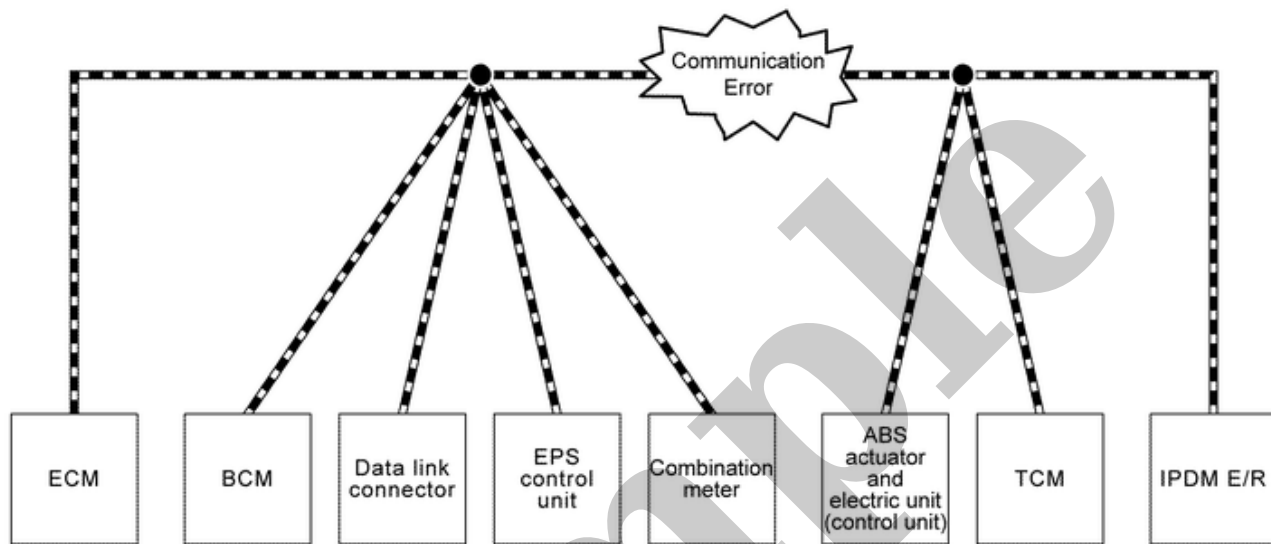 Communication
Error
ECM
BCM
Data link
connector
EPS
control
unit
Combination
meter
ABS
actuator
and
electric unit
(control unit)
TCM
IPDM E/R